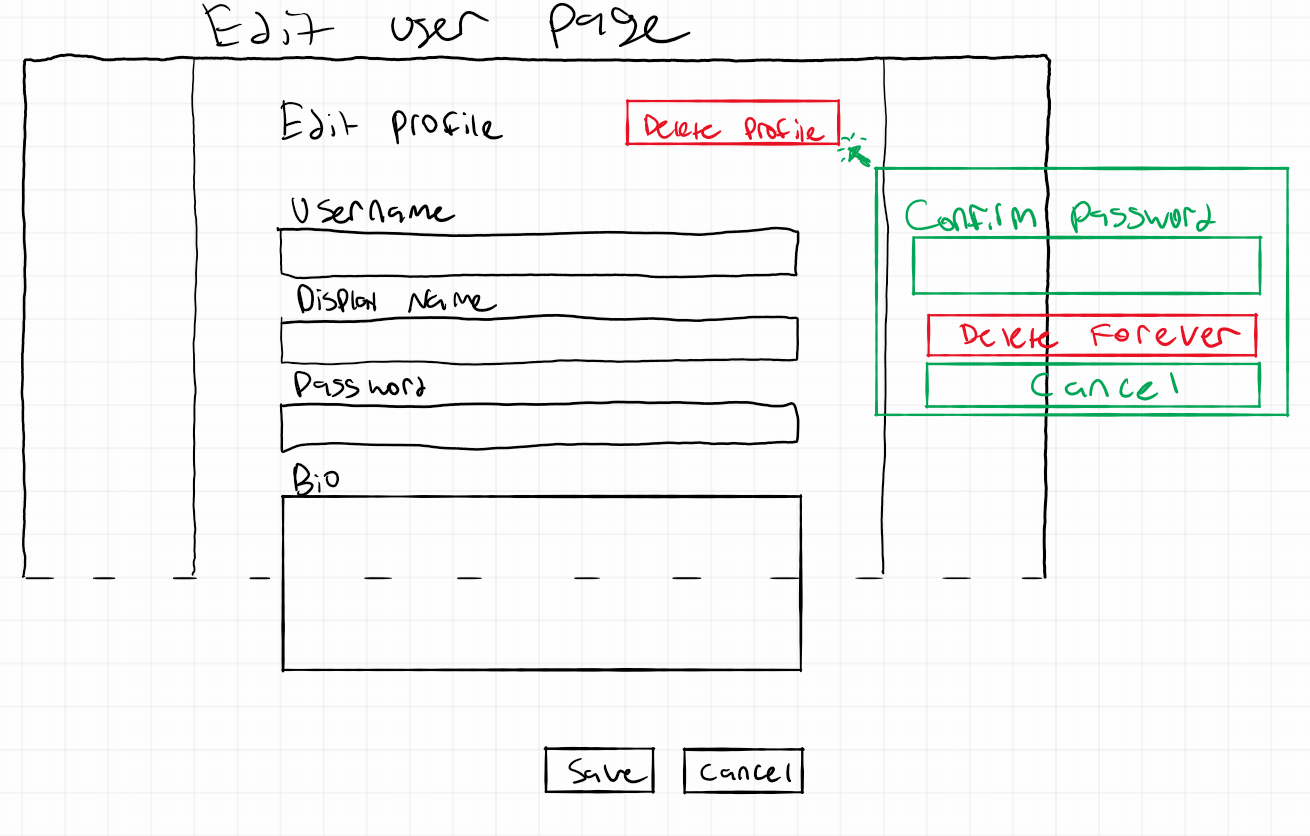 Edit user page
Edit profile
Delete Profile
Username
Display Name
Password
Bio
Save
Cancel
Confirm Password
Delete Forever
Cancel